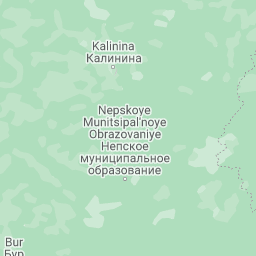 Kalinina
Калинина
Nepskoye
Munitsipal'noye
Obrazovaniye
Непское
муниципальное
образование
Bur
Бур